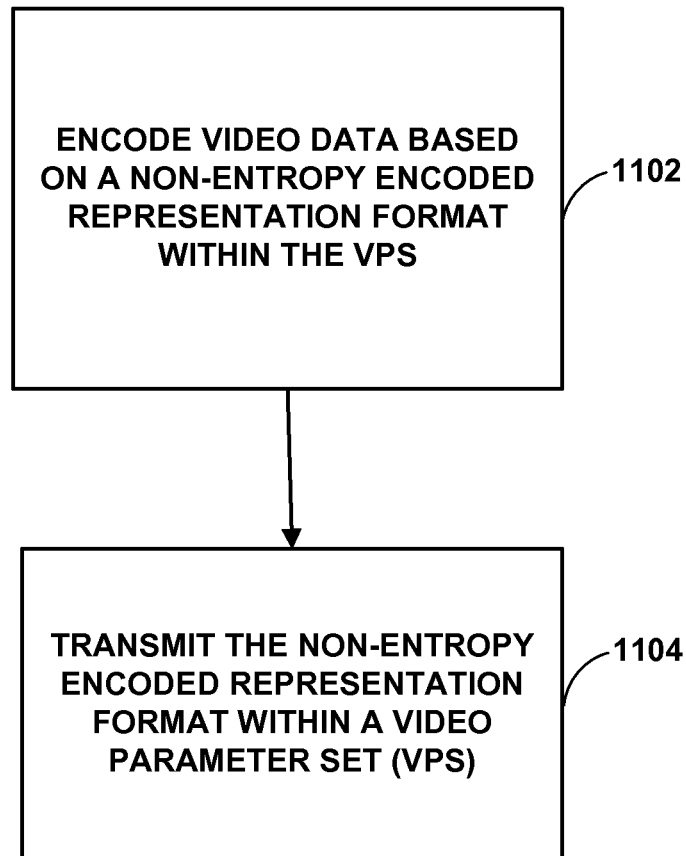 ENCODE VIDEO DATA BASED
ON A NON-ENTROPY ENCODED
REPRESENTATION FORMAT
WITHIN THE VPS
1102
TRANSMIT THE NON-ENTROPY
ENCODED REPRESENTATION
FORMAT WITHIN A VIDEO
PARAMETER SET (VPS)
1104